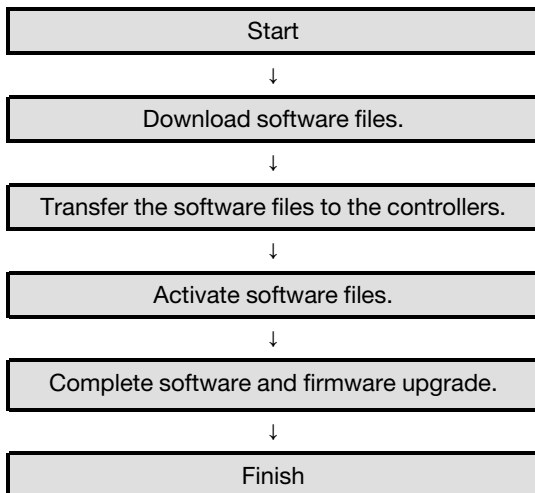 Start
↓
Download software files.
↓
Transfer the software files to the controllers.
↓
Activate software files.
↓
Complete software and firmware upgrade.
↓
Finish